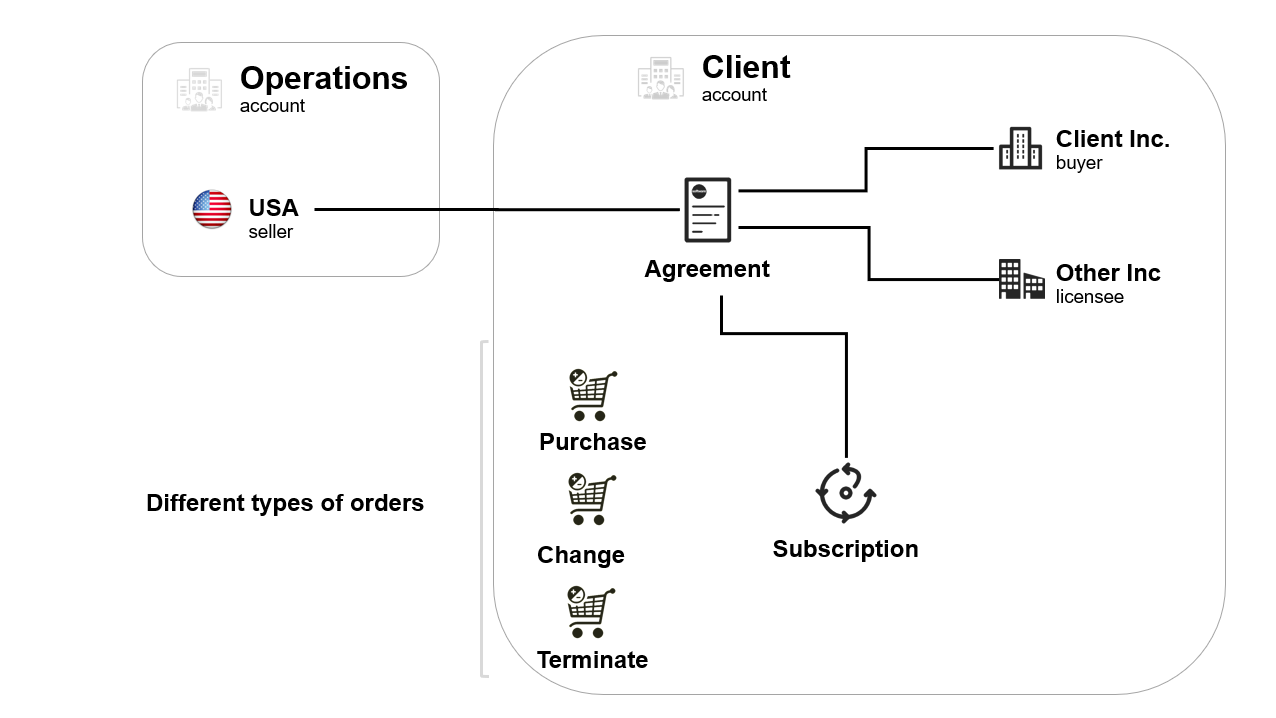 Operations
account
USA
seller
Client
account
Client Inc.
buyer
Agreement
Other Inc
licensee
Different types of orders
Purchase
Change
Terminate
Subscription